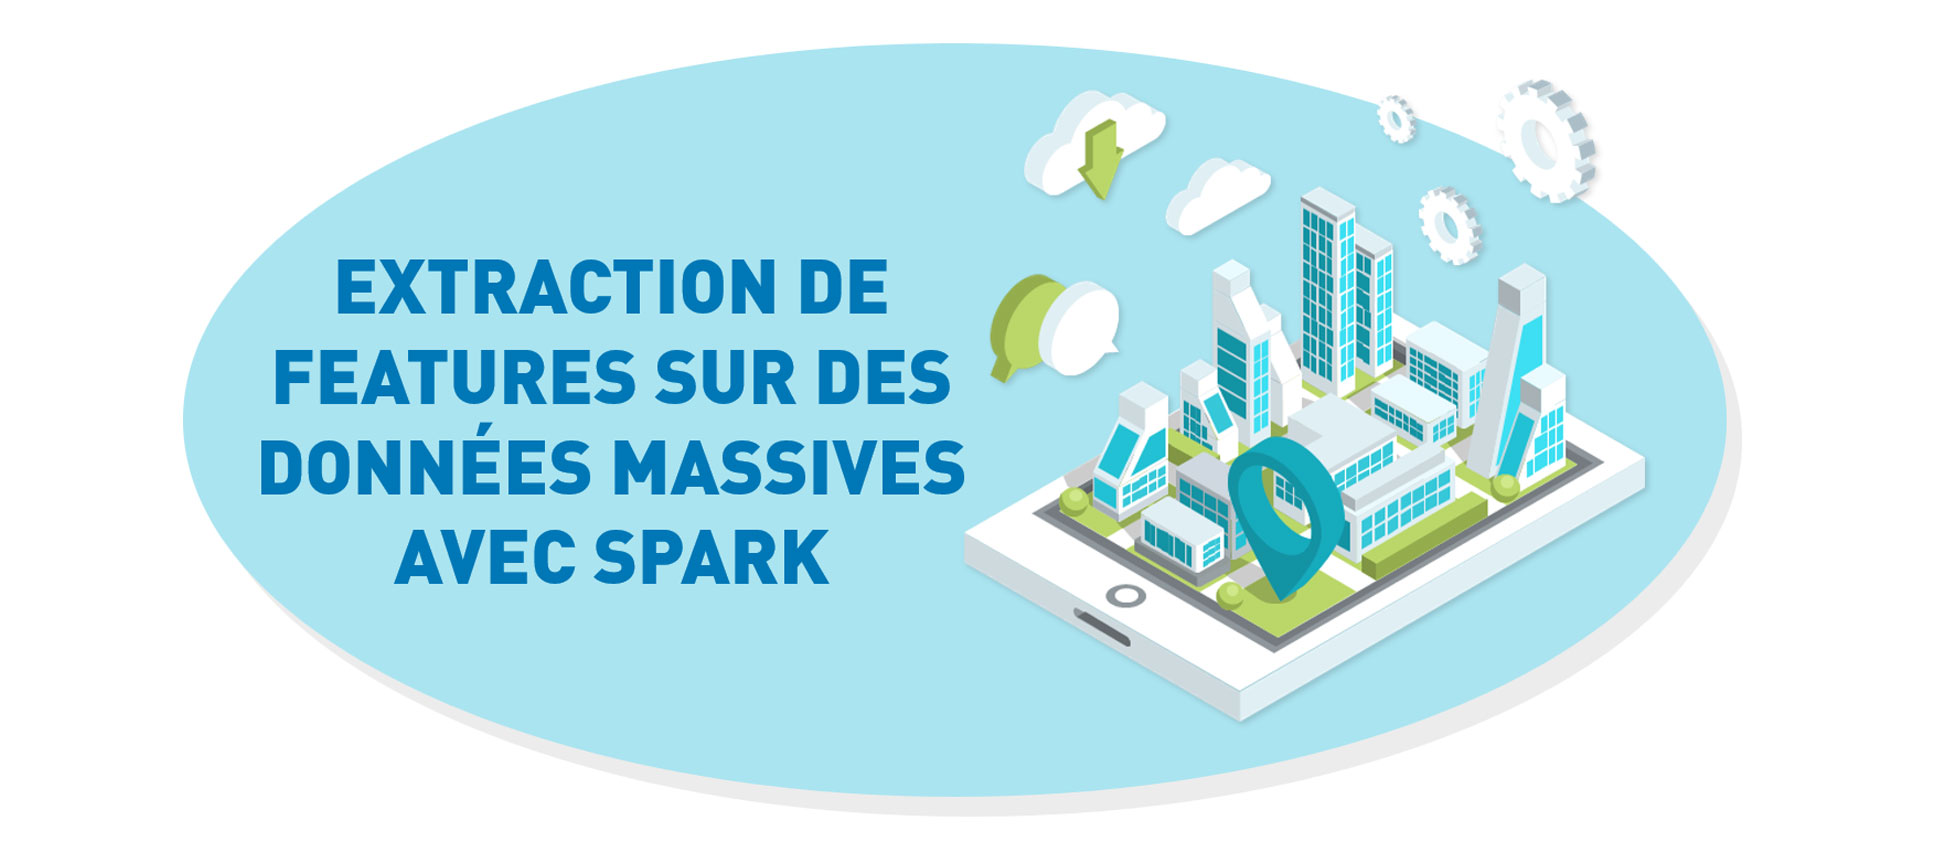 EXTRACTION DE
FEATURES SUR DES
DONNÉES MASSIVES
AVEC SPARK